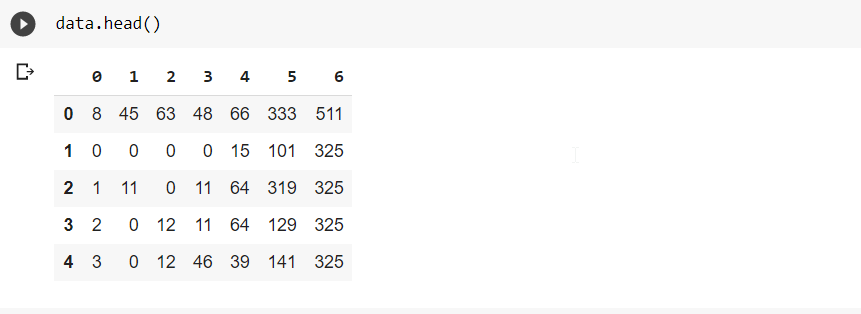 data.head()
0 1 2 3 4 5 6
0 8 45 63 48 66 333 511
1 0 0 0 0 15 101 325
2 1 11 0 11 64 319 325
3 2 0 12 11 64 129 325
4 3 0 12 46 39 141 325